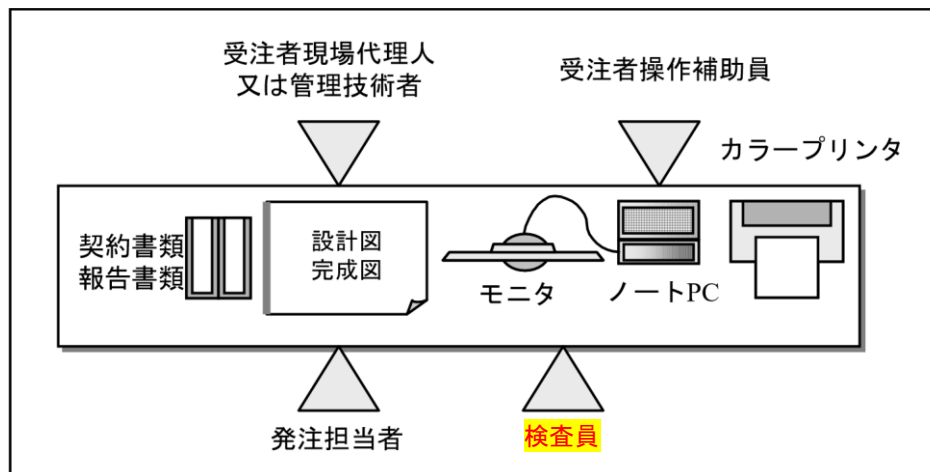 受注者現場代理人
又は管理技術者
受注者操作補助員
カラープリンタ
契約書類
報告書類
設計図
完成図
モニタ
ノートPC
発注担当者
検査員